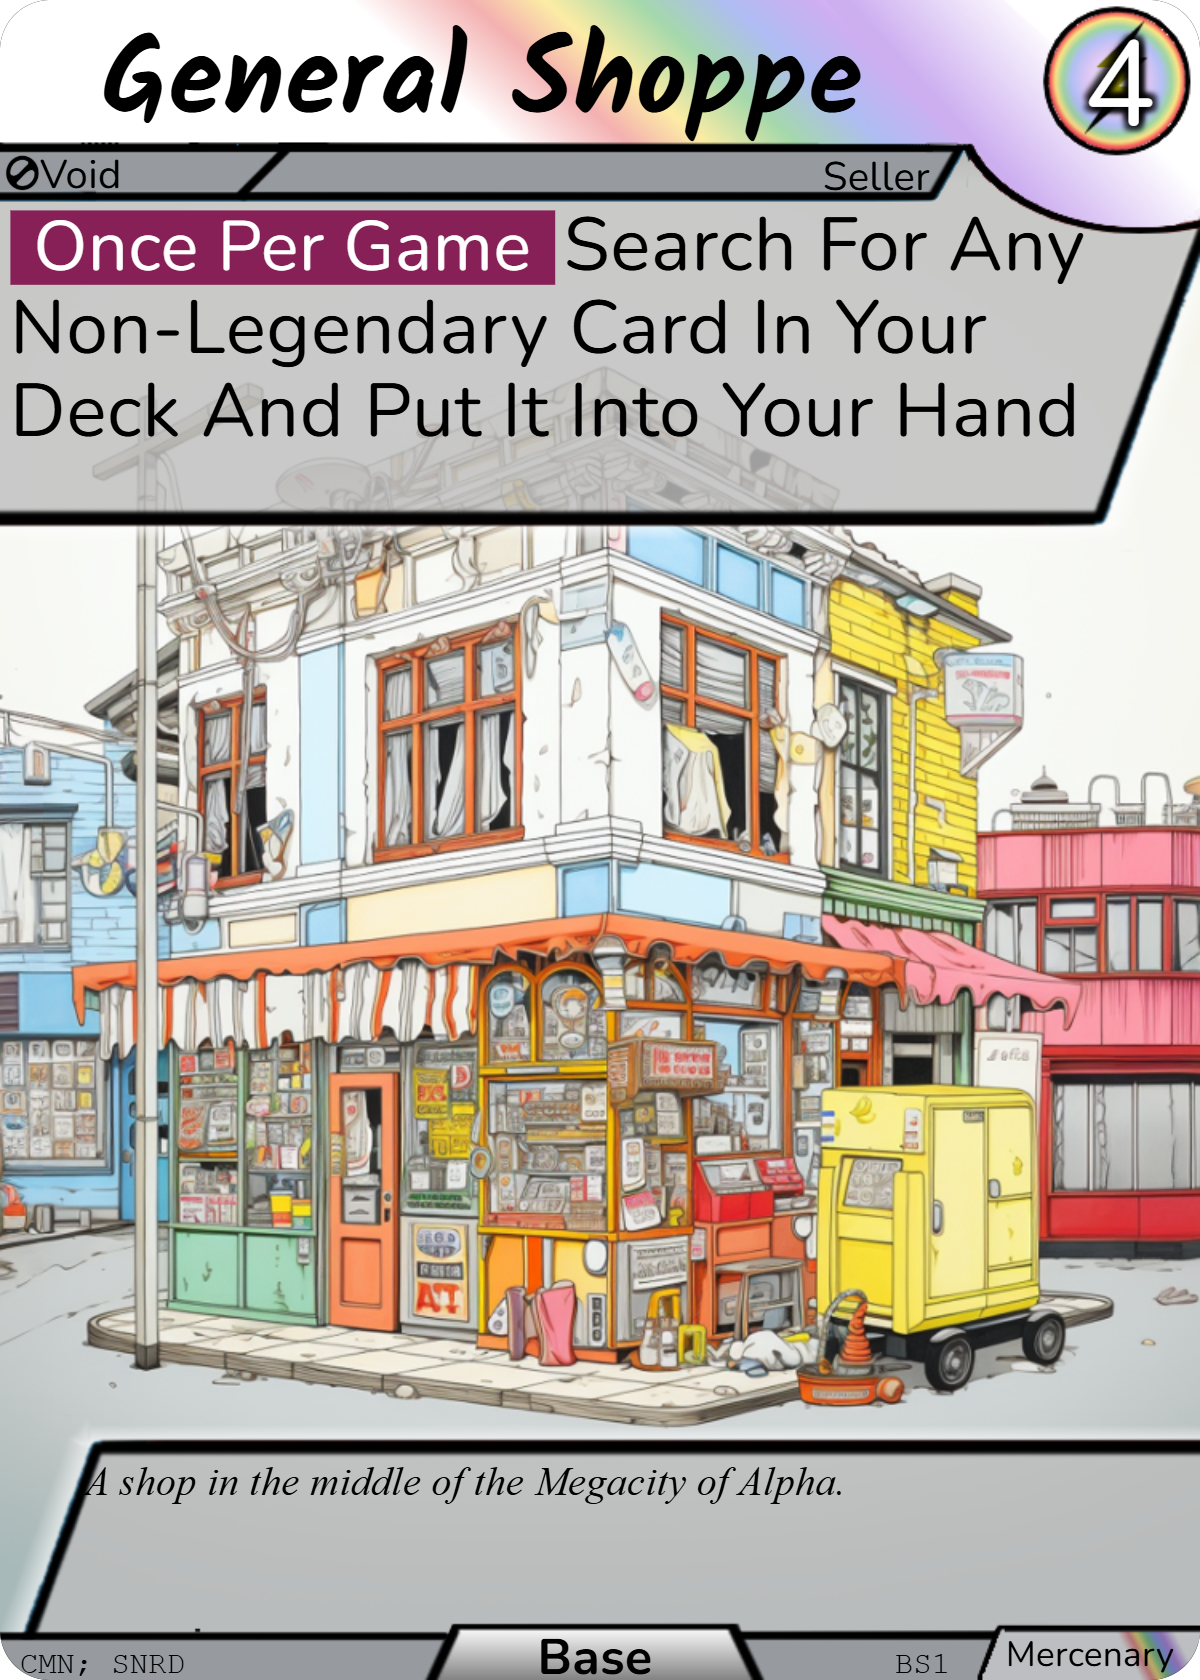 General Shoppe
4
Void
Seller
Once Per Game Search For Any
Non-Legendary Card In Your
Deck And Put It Into Your Hand
A shop in the middle of the Megacity of Alpha.
CMN; SNRD
Base
BS1
Mercenary